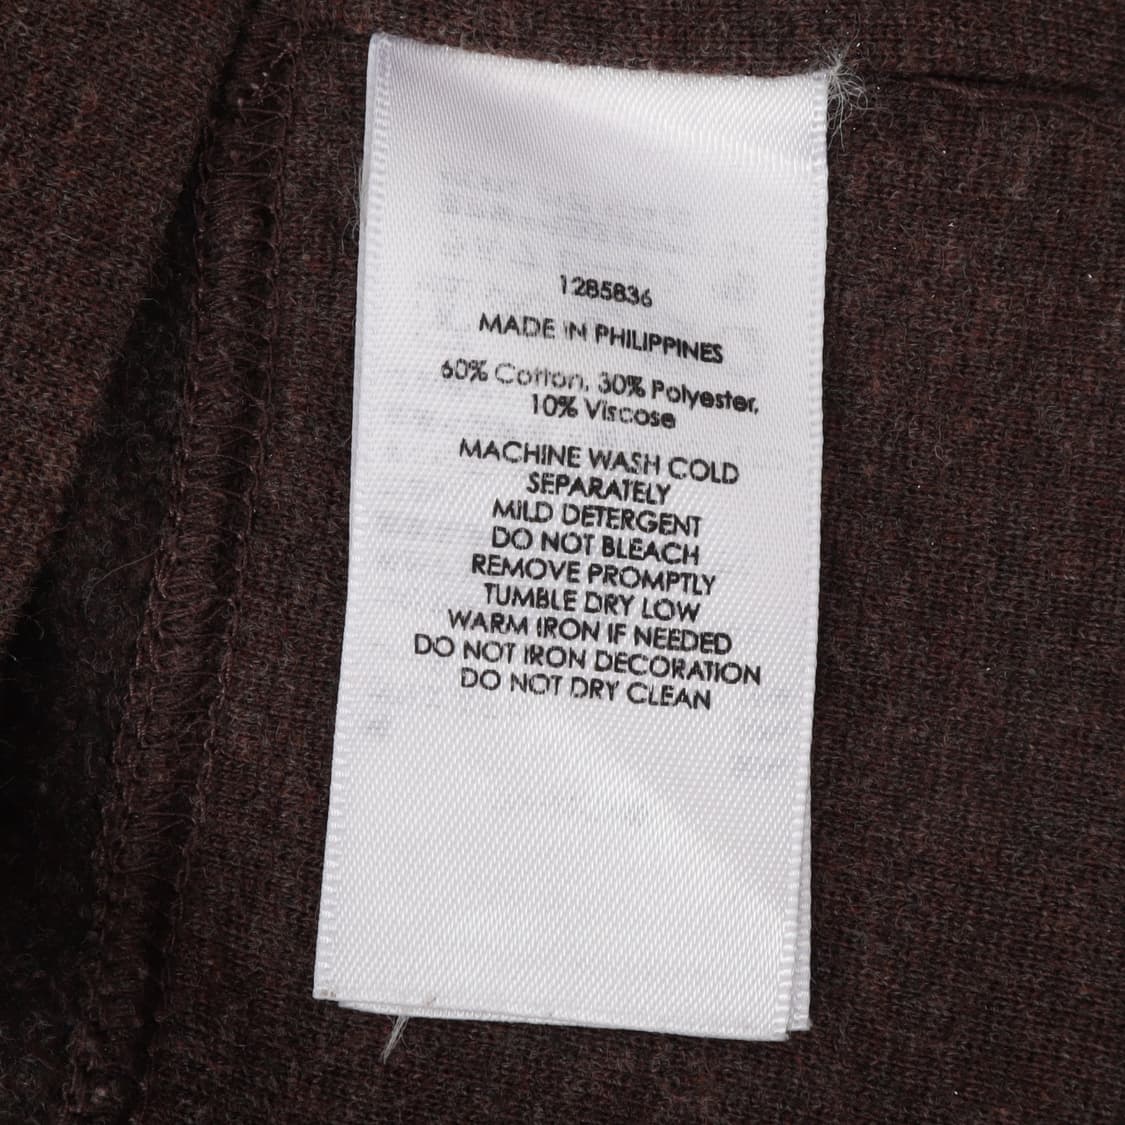 1285836
MADE IN PHILIPPINES
60% Cotton, 30% Polyester,
10% Viscose
MACHINE WASH COLD
SEPARATELY
MILD DETERGENT
DO NOT BLEACH
REMOVE PROMPTLY
TUMBLE DRY LOW
WARM IRON IF NEEDED
DO NOT IRON DECORATION
DO NOT DRY CLEAN